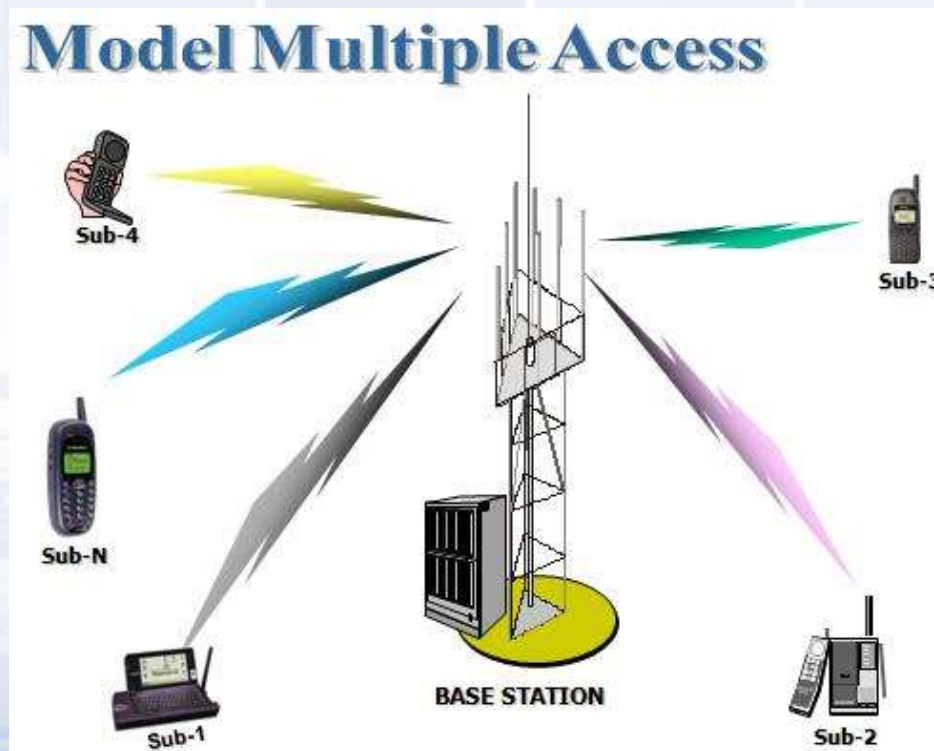 Model Multiple Access
Sub-4
Sub-3
Sub-N
BASE STATION
Sub-1
Sub-2